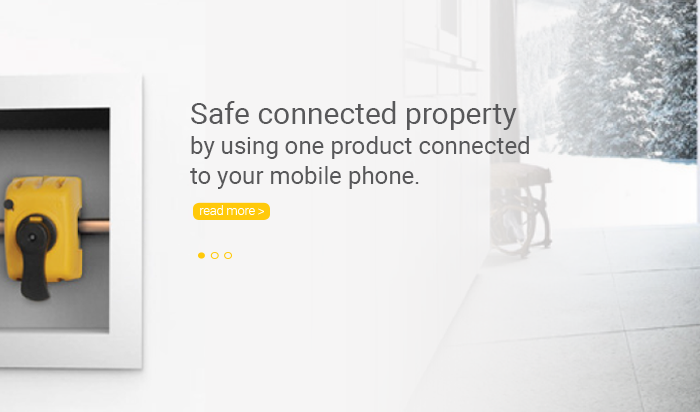 Safe connected property
by using one product connected
to your mobile phone.
read more >